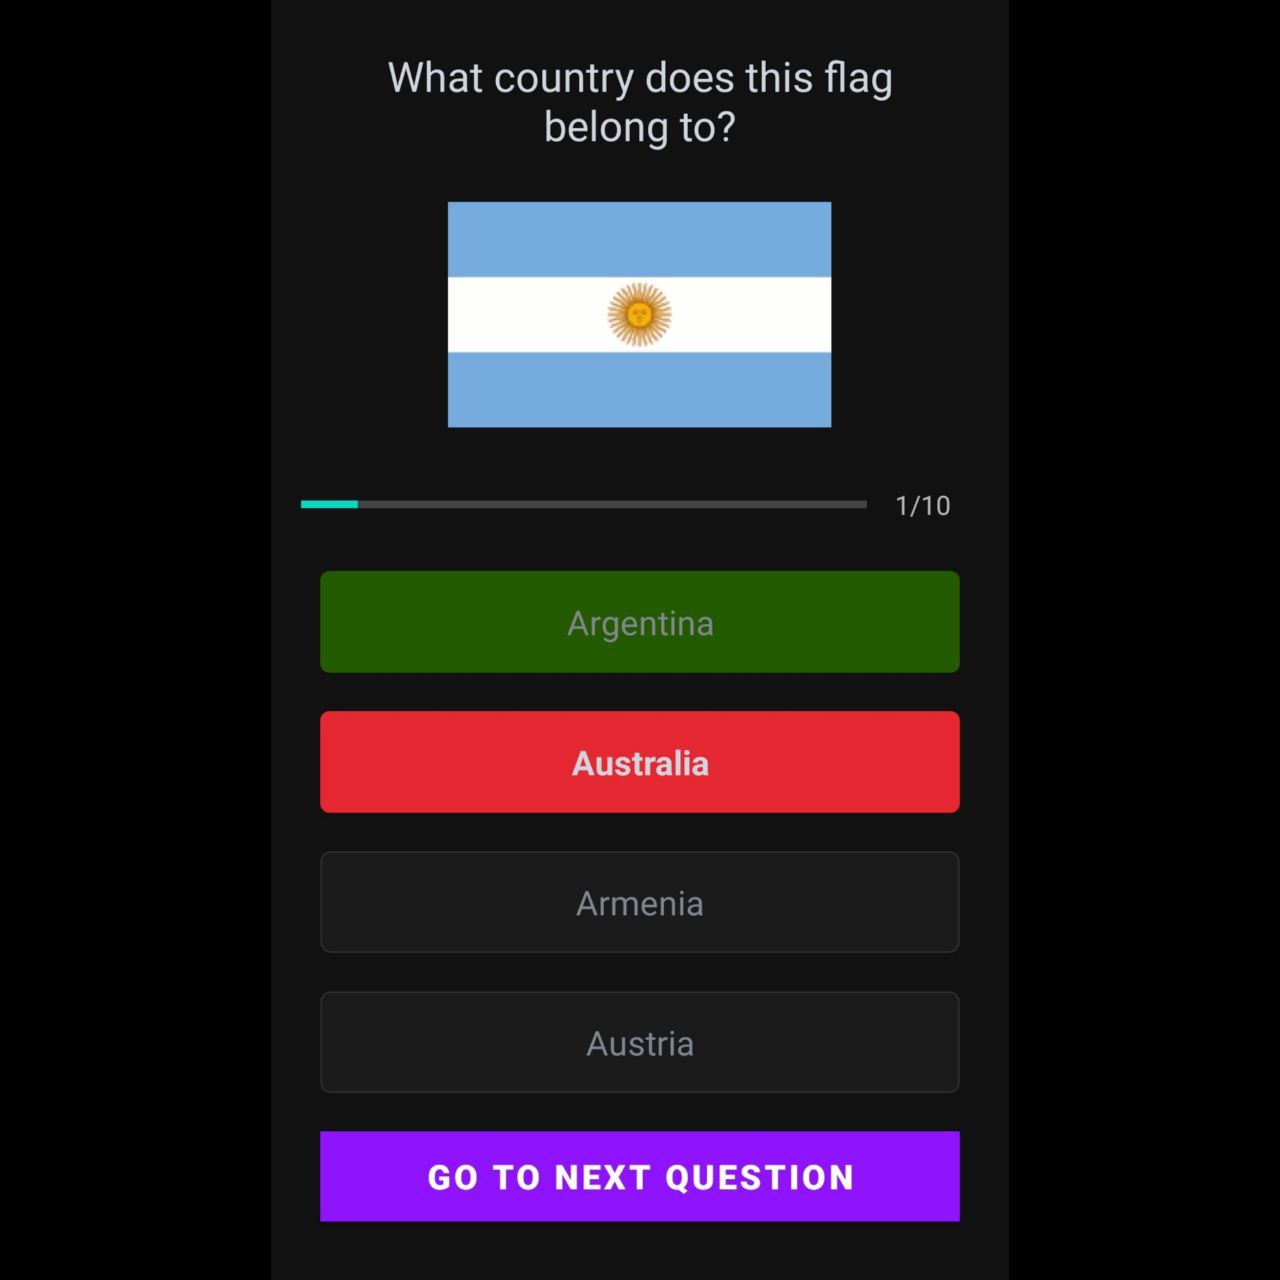 What country does this flag
belong to?
1/10
Argentina
Australia
Armenia
Austria
GO TO NEXT QUESTION